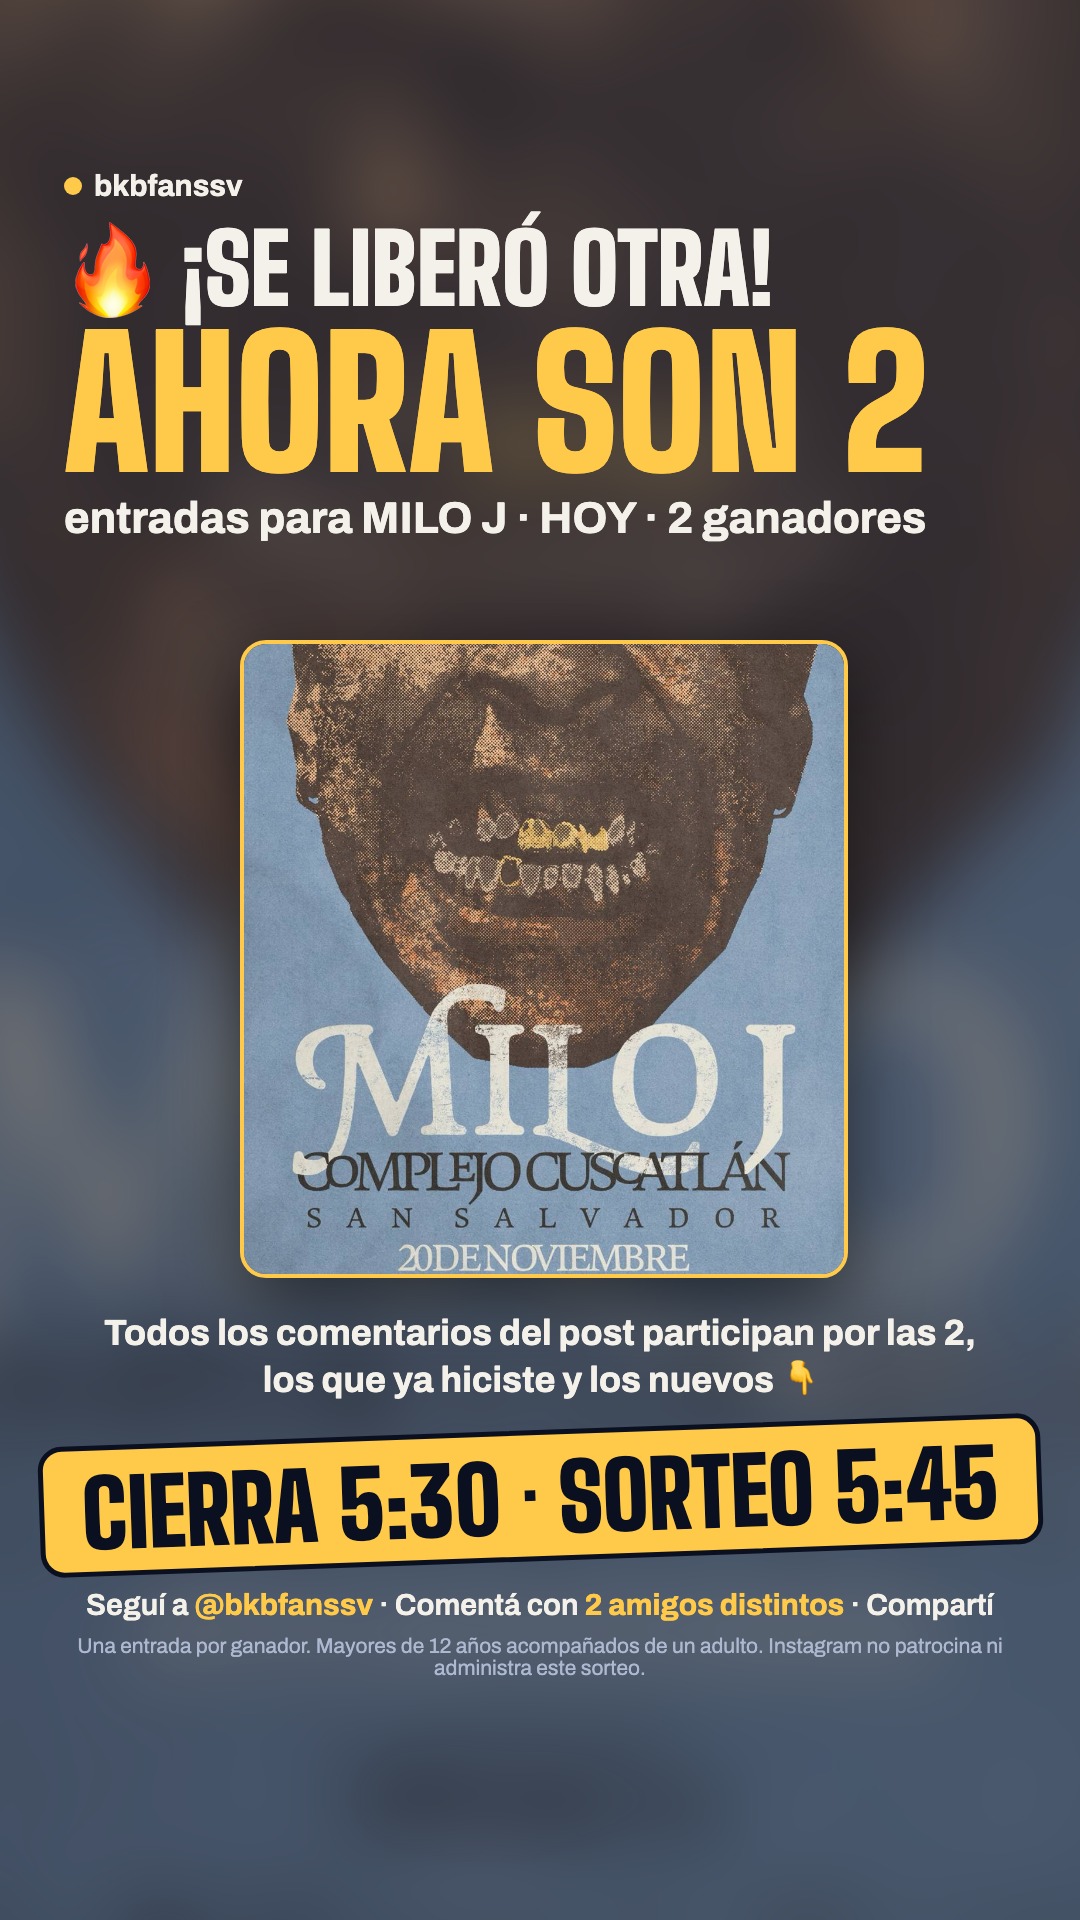 bkbfanssv
🔥 ¡SE LIBERÓ OTRA!
AHORA SON 2
entradas para MILO J · HOY · 2 ganadores
MILO J
COMPLEJO CUSCATLÁN
SAN SALVADOR
20 DE NOVIEMBRE
Todos los comentarios del post participan por las 2,
los que ya hiciste y los nuevos 👇
CIERRA 5:30 · SORTEO 5:45
Seguí a @bkbfanssv · Comentá con 2 amigos distintos · Compartí
Una entrada por ganador. Mayores de 12 años acompañados de un adulto. Instagram no patrocina ni
administra este sorteo.